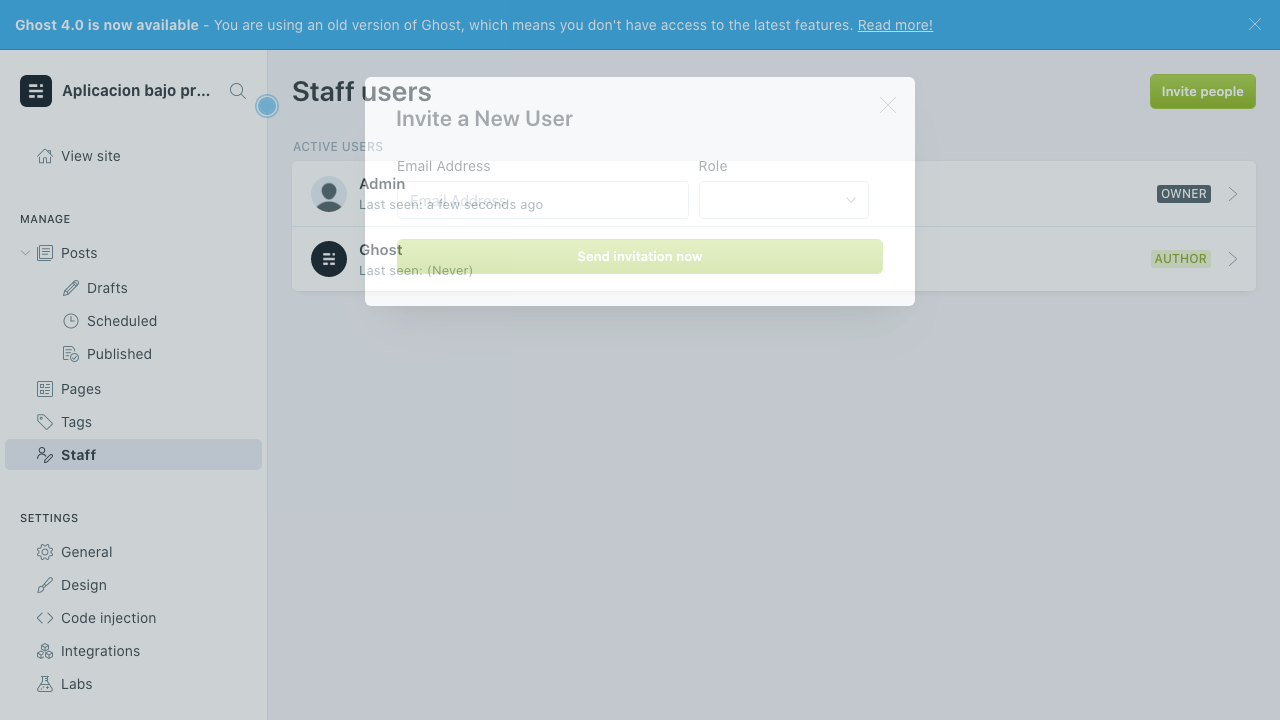 Ghost 4.0 is now available - You are using an old version of Ghost, which means you don't have access to the latest features. Read more!
Aplicacion bajo pr...
View site
MANAGE
Posts
Drafts
Scheduled
Published
Pages
Tags
Staff
SETTINGS
General
Design
Code injection
Integrations
Labs
Staff users
Invite people
ACTIVE USERS
Admin
Last seen: a few seconds ago
OWNER
Ghost
Last seen: (Never)
AUTHOR
Invite a New User
Email Address
Role
Email Address
Send invitation now